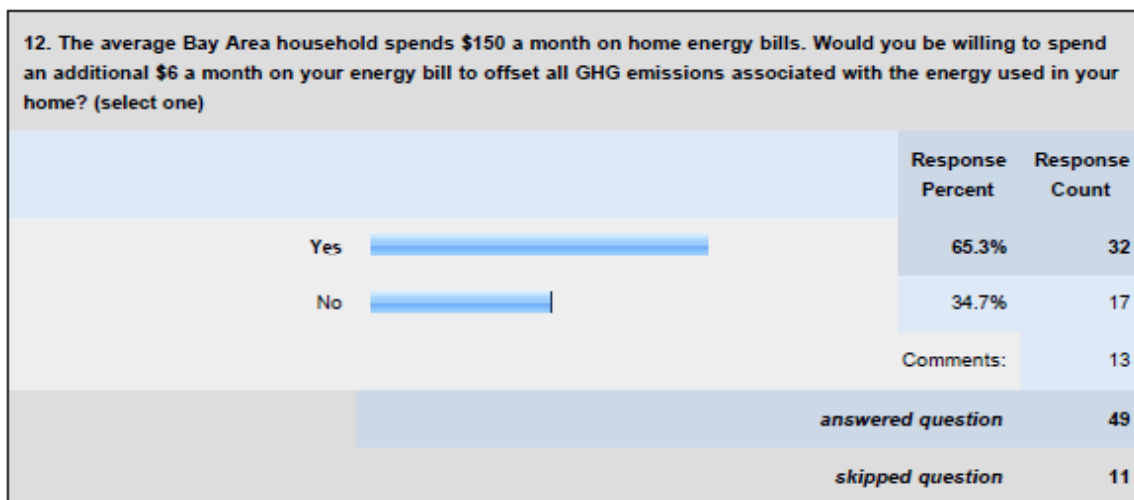 12. The average Bay Area household spends $150 a month on home energy bills. Would you be willing to spend
an additional $6 a month on your energy bill to offset all GHG emissions associated with the energy used in your
home? (select one)
Response Percent
Response Count
Yes 65.3% 32
No 34.7% 17
Comments: 13
answered question 49
skipped question 11